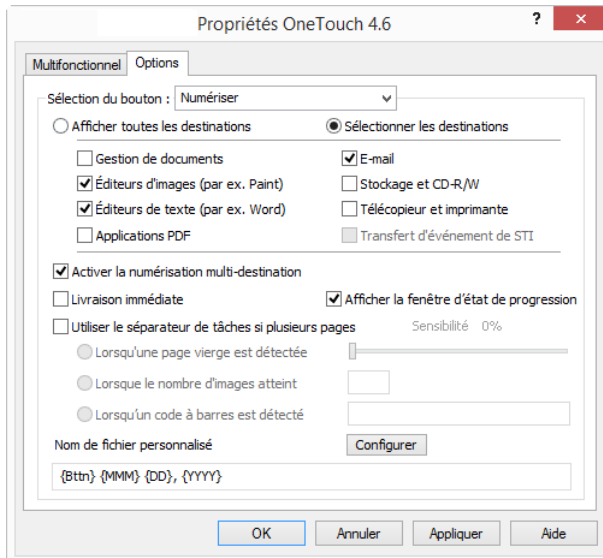 Propriétés OneTouch 4.6
Multifonctionnel Options
Sélection du bouton : Numériser
Afficher toutes les destinations Sélectionner les destinations
Gestion de documents E-mail
Éditeurs d'images (par ex. Paint) Stockage et CD-R/W
Éditeurs de texte (par ex. Word) Télécopieur et imprimante
Applications PDF Transfert d'événement de STI
Activer la numérisation multi-destination
Livraison immédiate Afficher la fenêtre d'état de progression
Utiliser le séparateur de tâches si plusieurs pages Sensibilité 0%
Lorsqu'une page vierge est détectée
Lorsque le nombre d'images atteint
Lorsqu'un code à barres est détecté
Nom de fichier personnalisé Configurer
{Bttn} {MMM} {DD}, {YYYY}
OK Annuler Appliquer Aide